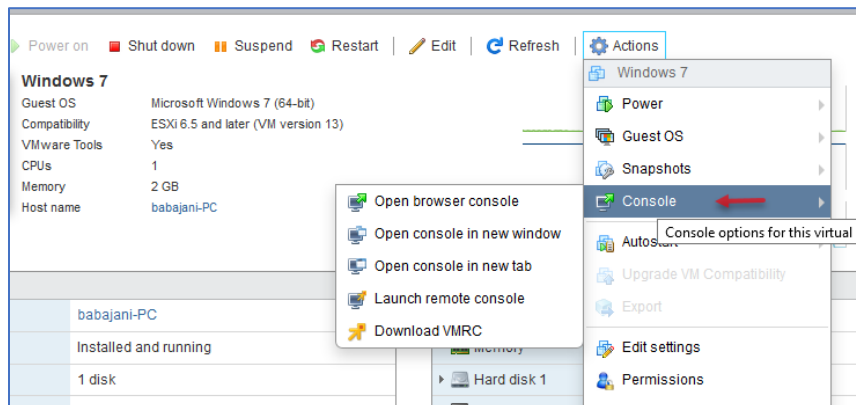 Power on Shut down Suspend Restart Edit Refresh Actions
Windows 7
Guest OS Microsoft Windows 7 (64-bit)
Compatibility ESXi 6.5 and later (VM version 13)
VMware Tools Yes
CPUs 1
Memory 2 GB
Host name babajani-PC
Windows 7
Power
Guest OS
Snapshots
Console
Console options for this virtual
Autostart
Upgrade VM Compatibility
Export
Edit settings
Permissions
Open browser console
Open console in new window
Open console in new tab
Launch remote console
Download VMRC
babajani-PC
Installed and running
1 disk
Memory
Hard disk 1